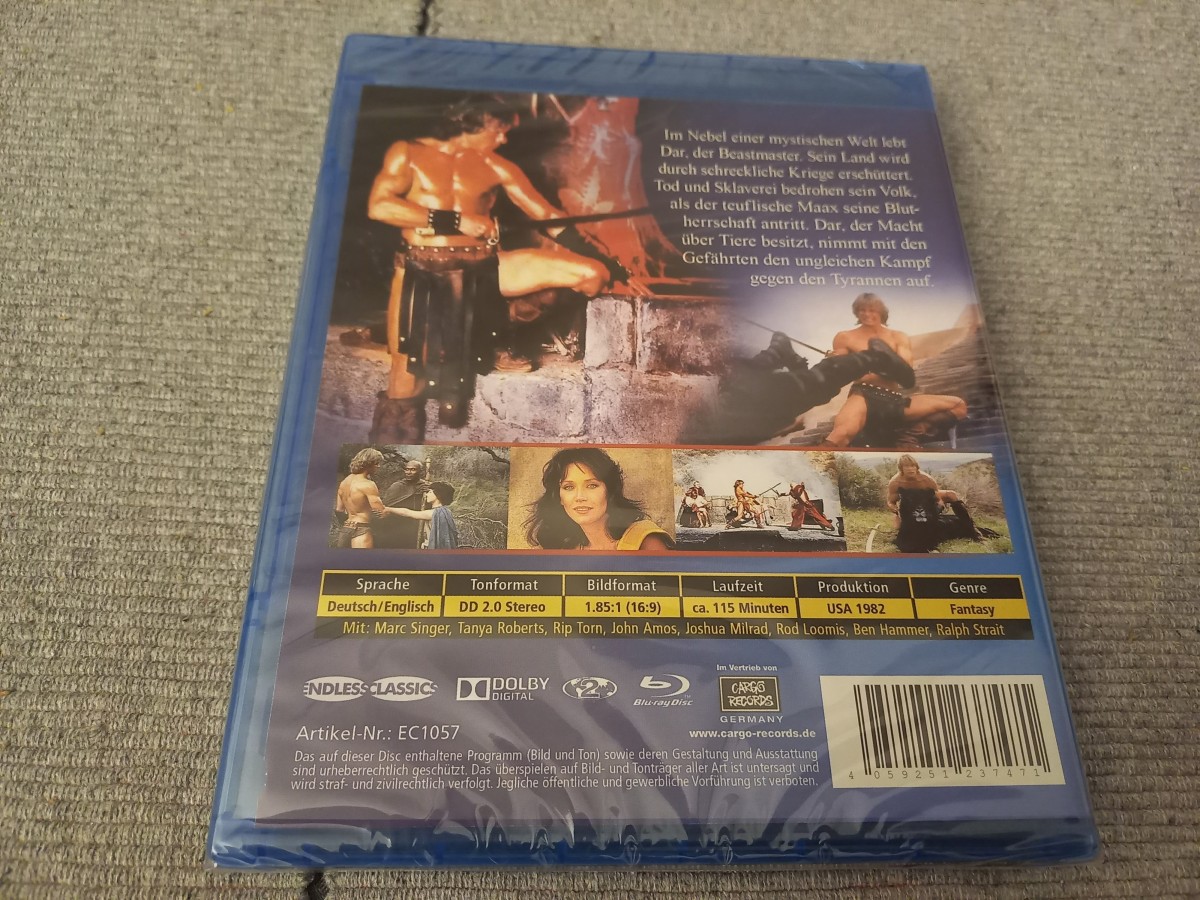 Im Nebel einer mystischen Welt lebt
Dar, der Beastmaster. Sein Land wird
durch schreckliche Kriege erschüttert.
Tod und Sklaverei bedrohen sein Volk,
als der teuflische Maax seine Blut-
herrschaft antritt. Dar, der Macht
über Tiere besitzt, nimmt mit den
Gefährten den ungleichen Kampf
gegen den Tyrannen auf.
Sprache Tonformat Bildformat Laufzeit Produktion Genre
Deutsch/Englisch DD 2.0 Stereo 1.85:1 (16:9) ca. 115 Minuten USA 1982 Fantasy
Mit: Marc Singer, Tanya Roberts, Rip Torn, John Amos, Joshua Milrad, Rod Loomis, Ben Hammer, Ralph Strait
ENDLESSCLASSICS
DOLBY
DIGITAL
2
Blu-ray Disc
Im Vertrieb von
CARGO
RECORDS
GERMANY
www.cargo-records.de
Artikel-Nr.: EC1057
Das auf dieser Disc enthaltene Programm (Bild und Ton) sowie deren Gestaltung und Ausstattung
sind urheberrechtlich geschützt. Das überspielen auf Bild- und Tonträger aller Art ist untersagt und
wird straf- und zivilrechtlich verfolgt. Jegliche öffentliche und gewerbliche Vorführung ist verboten.
4 059251 237471